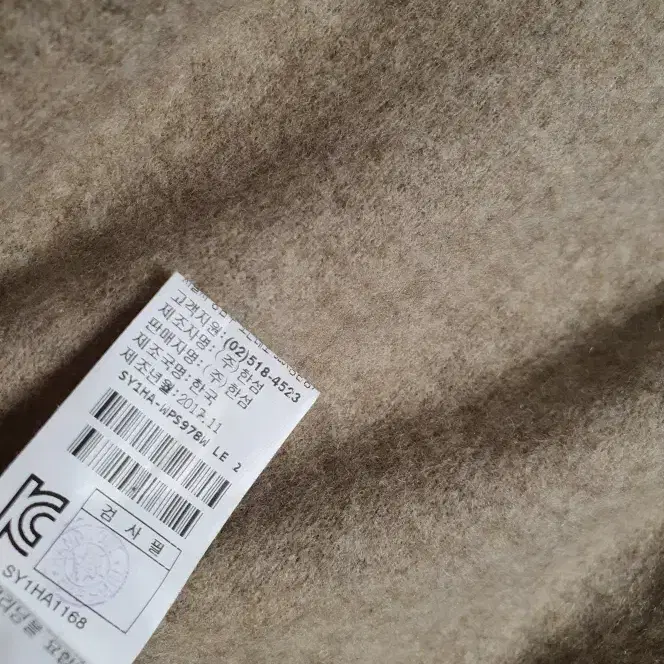 고객지원: (02)518-4523
제조자명: (주)한섬
판매자명: (주)한섬
제조국명: 한국
제조년월: 2017.11
SY1HA-WPS978W LE 2
검사필
SY1HA1168